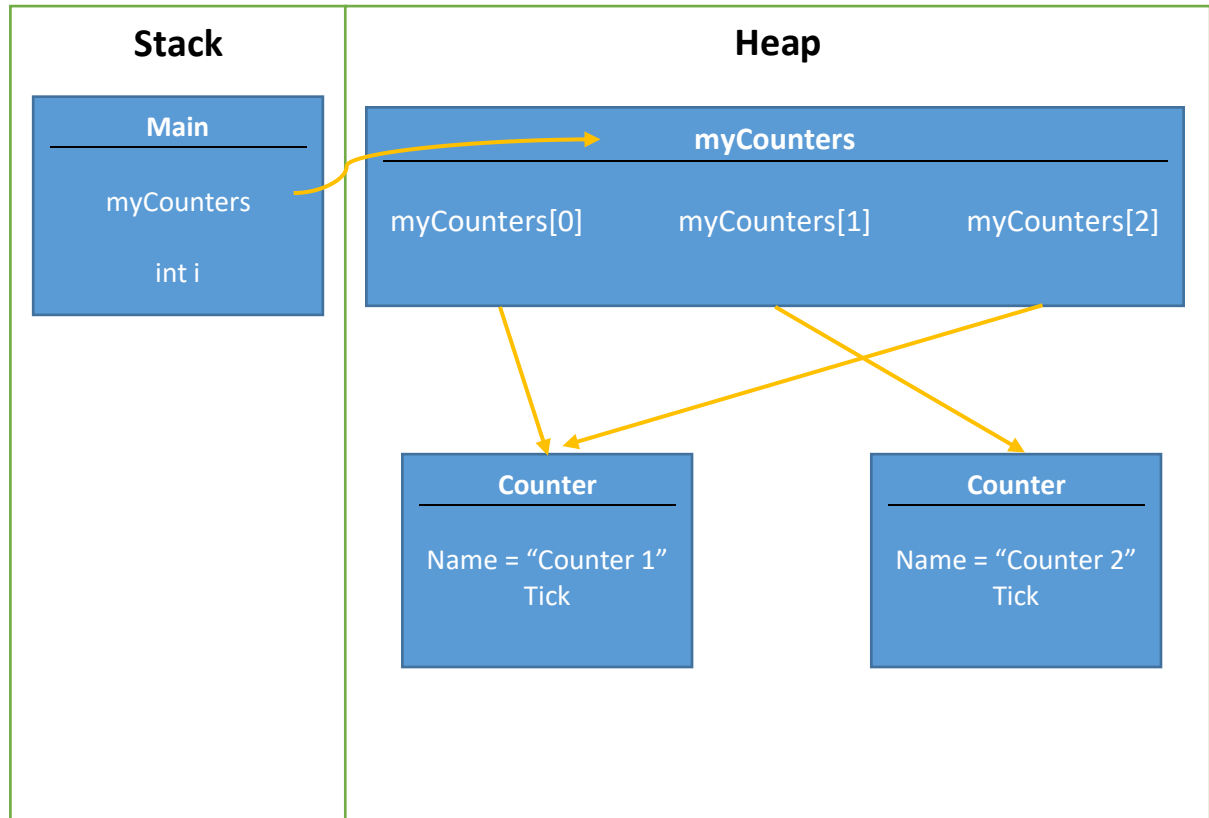 Stack
Heap
Main
myCounters
int i
myCounters
myCounters[0] myCounters[1] myCounters[2]
Counter
Name = “Counter 1”
Tick
Counter
Name = “Counter 2”
Tick